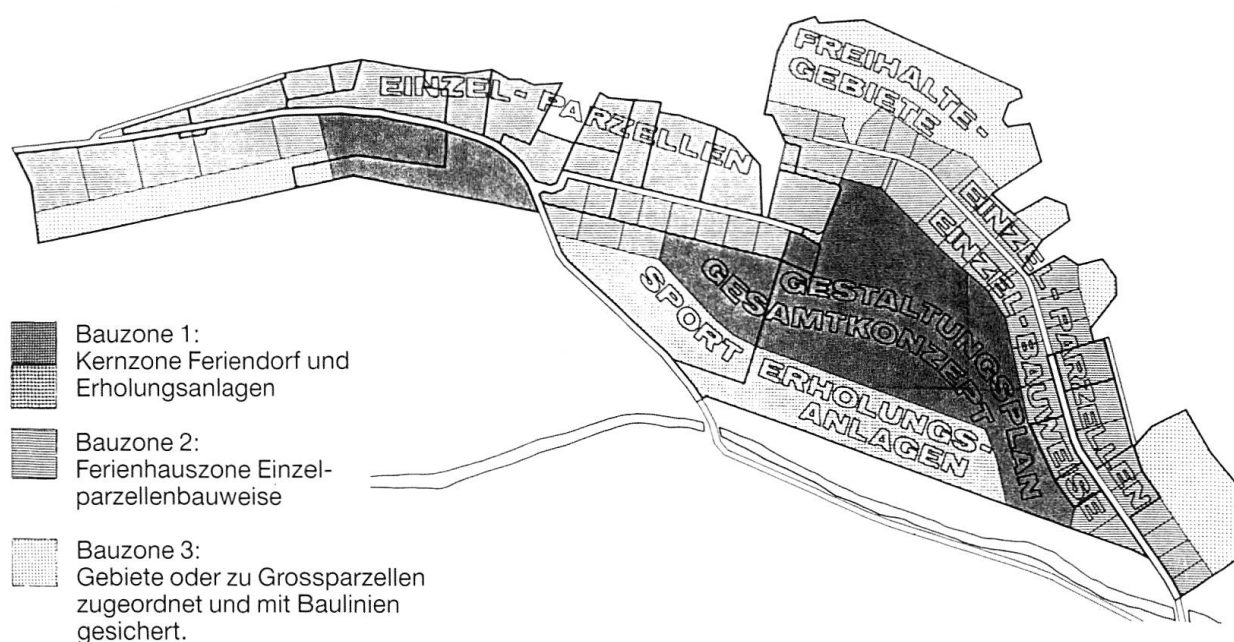 FREIHALTE-
GEBIETE
EINZEL-PARZELLEN
EINZEL-PARZELLEN
EINZEL-BAUWEISE
GESTALTUNGSPLAN
GESAMTKONZEPT
SPORT ERHOLUNGS-
ANLAGEN
Bauzone 1:
Kernzone Feriendorf und
Erholungsanlagen
Bauzone 2:
Ferienhauszone Einzel-
parzellenbauweise
Bauzone 3:
Gebiete oder zu Grossparzellen
zugeordnet und mit Baulinien
gesichert.